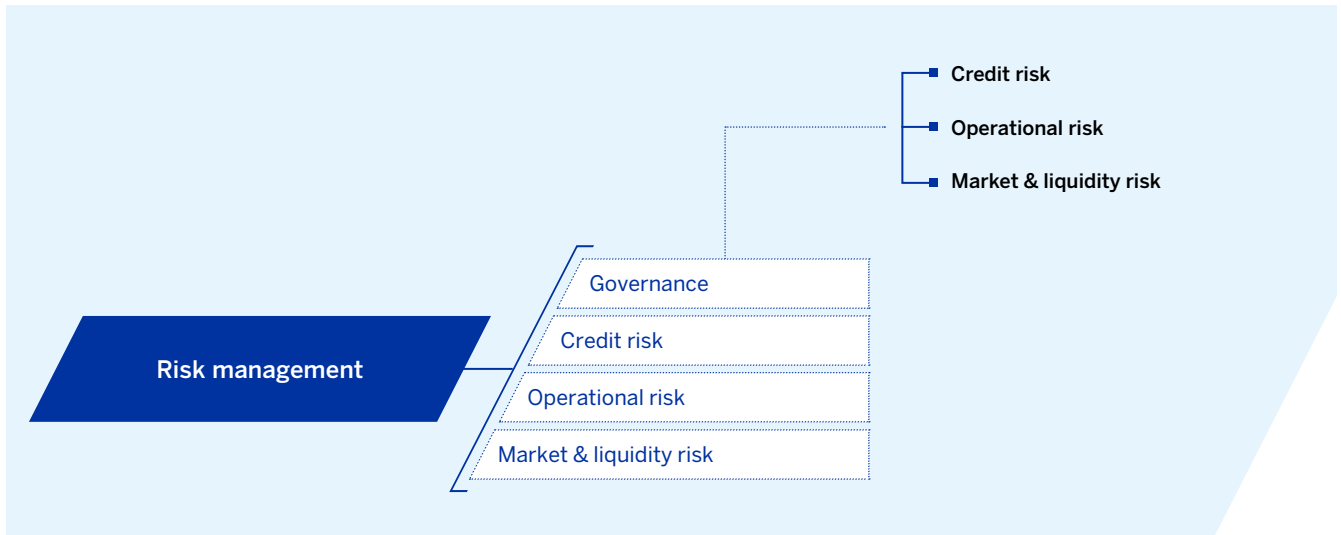 Credit risk
Operational risk
Market & liquidity risk
Governance
Credit risk
Operational risk
Market & liquidity risk
Risk management